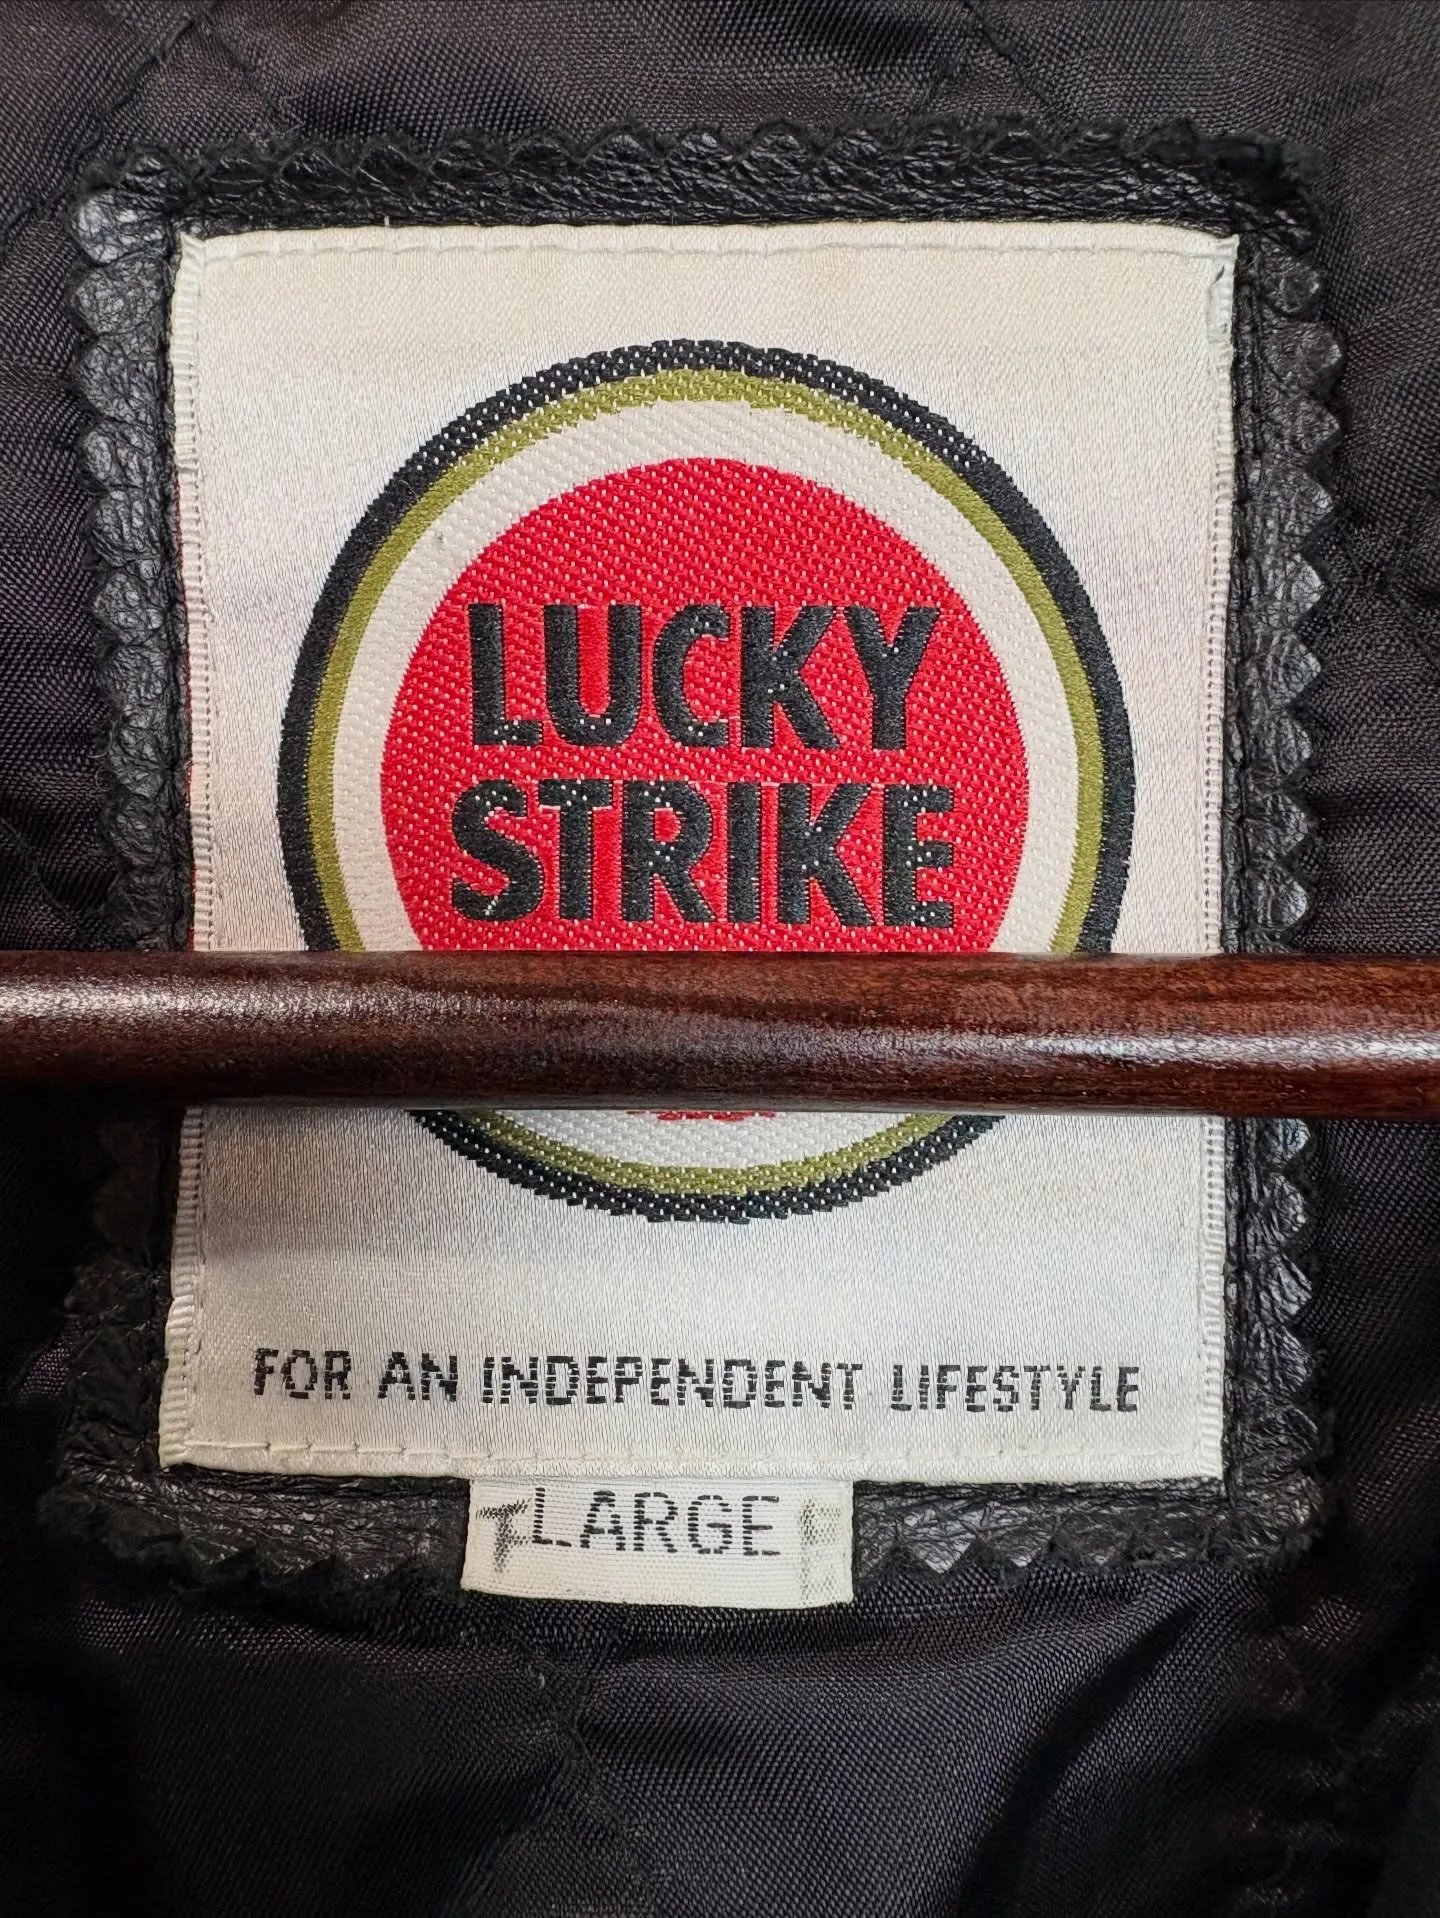 LUCKY
STRIKE
FOR AN INDEPENDENT LIFESTYLE
LARGE